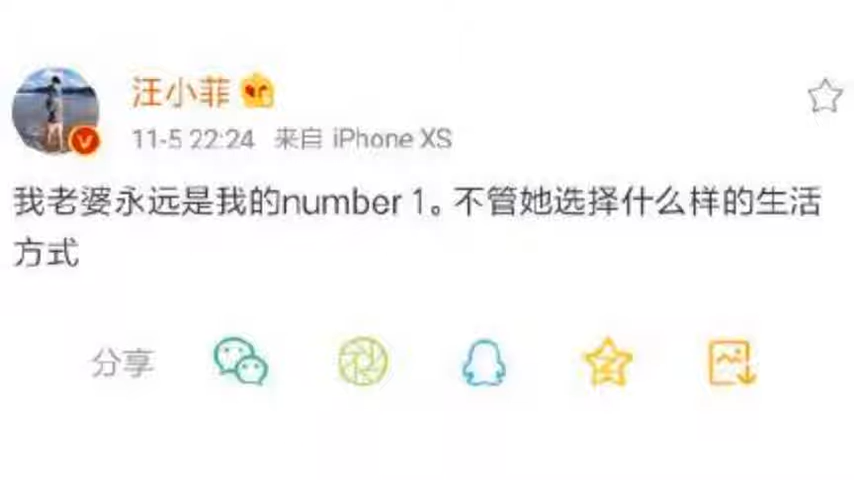 汪小菲
11-5 22:24 来自 iPhone XS
我老婆永远是我的number 1。不管她选择什么样的生活
方式
分享